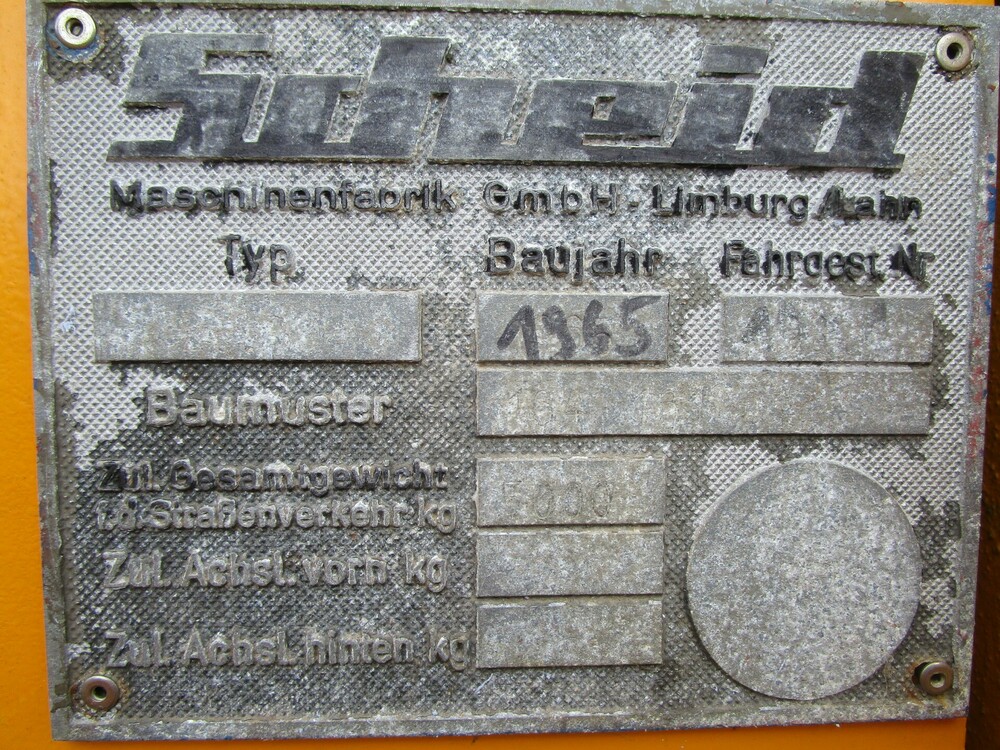 Scheid
Maschinenfabrik GmbH - Limburg/Lahn
Typ Baujahr Fahrgest. Nr
1965
Baumuster
Zul. Gesamtgewicht
i.d. Straßenverkehr kg 5000
Zul. Achsl. vorn kg
Zul. Achsl. hinten kg